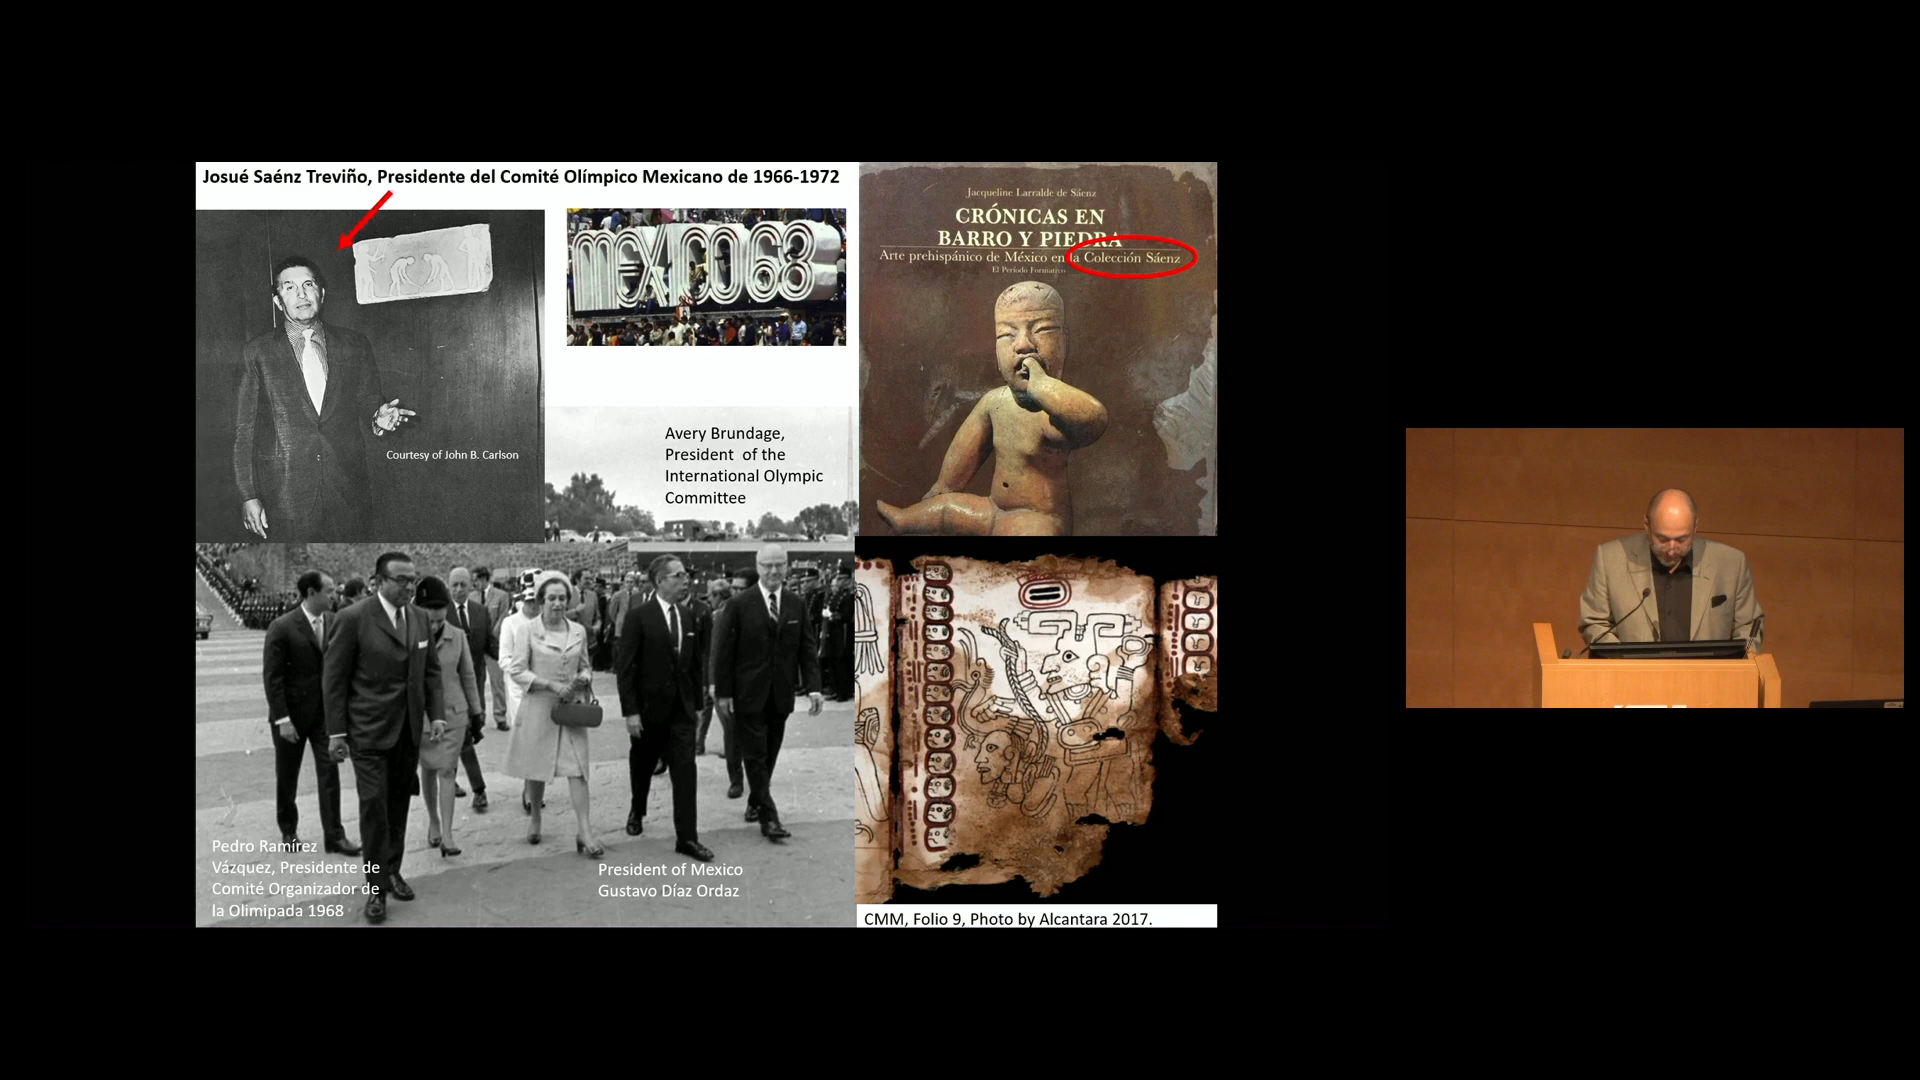 Josué Saénz Treviño, Presidente del Comité Olímpico Mexicano de 1966-1972
MEXICO68
Courtesy of John B. Carlson
Avery Brundage,
President of the
International Olympic
Committee
Pedro Ramírez
Vázquez, Presidente de
Comité Organizador de
la Olimipada 1968
President of Mexico
Gustavo Díaz Ordaz
Jacqueline Larralde de Sáenz
CRÓNICAS EN
BARRO Y PIEDRA
Arte prehispánico de México en la Colección Sáenz
El Período Formativo
CMM, Folio 9, Photo by Alcantara 2017.